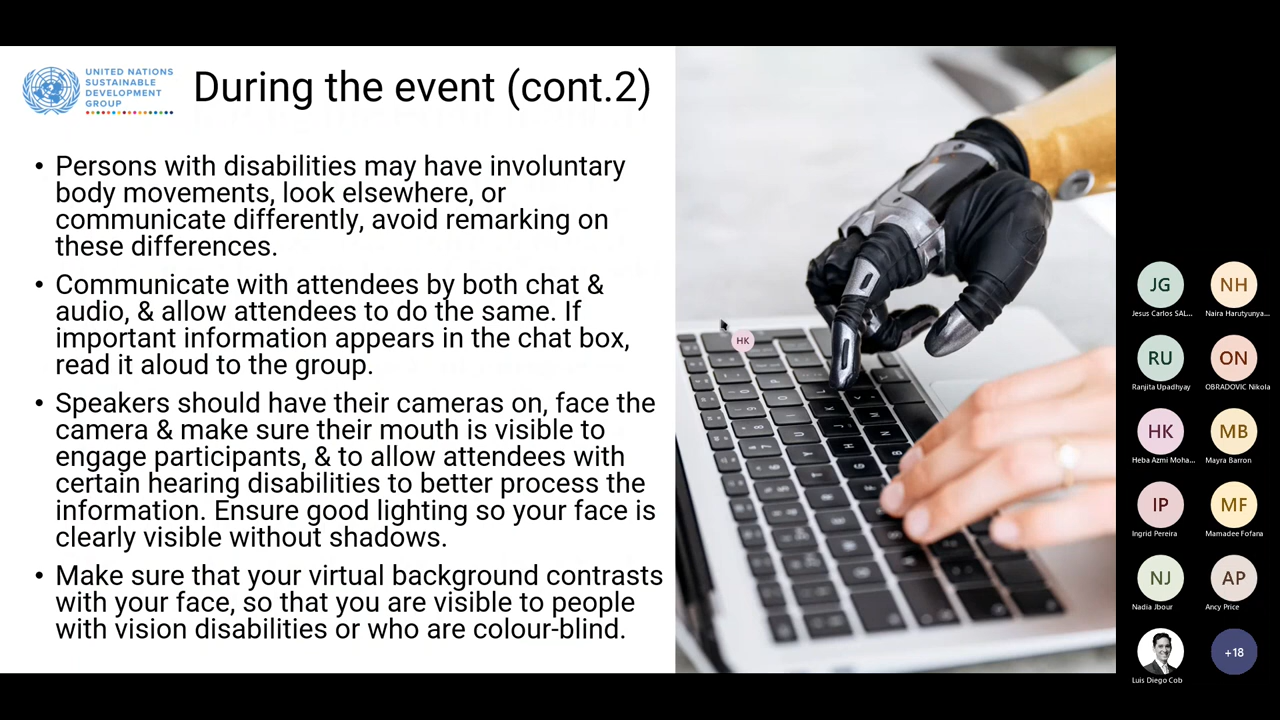 UNITED NATIONS
SUSTAINABLE
DEVELOPMENT
GROUP
During the event (cont.2)
• Persons with disabilities may have involuntary
body movements, look elsewhere, or
communicate differently, avoid remarking on
these differences.
• Communicate with attendees by both chat &
audio, & allow attendees to do the same. If
important information appears in the chat box,
read it aloud to the group.
• Speakers should have their cameras on, face the
camera & make sure their mouth is visible to
engage participants, & to allow attendees with
certain hearing disabilities to better process the
information. Ensure good lighting so your face is
clearly visible without shadows.
• Make sure that your virtual background contrasts
with your face, so that you are visible to people
with vision disabilities or who are colour-blind.
HK
JG NH
Jesus Carlos SAL... Naira Harutyunya...
RU ON
Ranjita Upadhyay OBRADOVIC Nikola
HK MB
Heba Azmi Moha... Mayra Barron
IP MF
Ingrid Pereira Mamadee Fofana
NJ AP
Nadia Jbour Ancy Price
+18
Luis Diego Cob